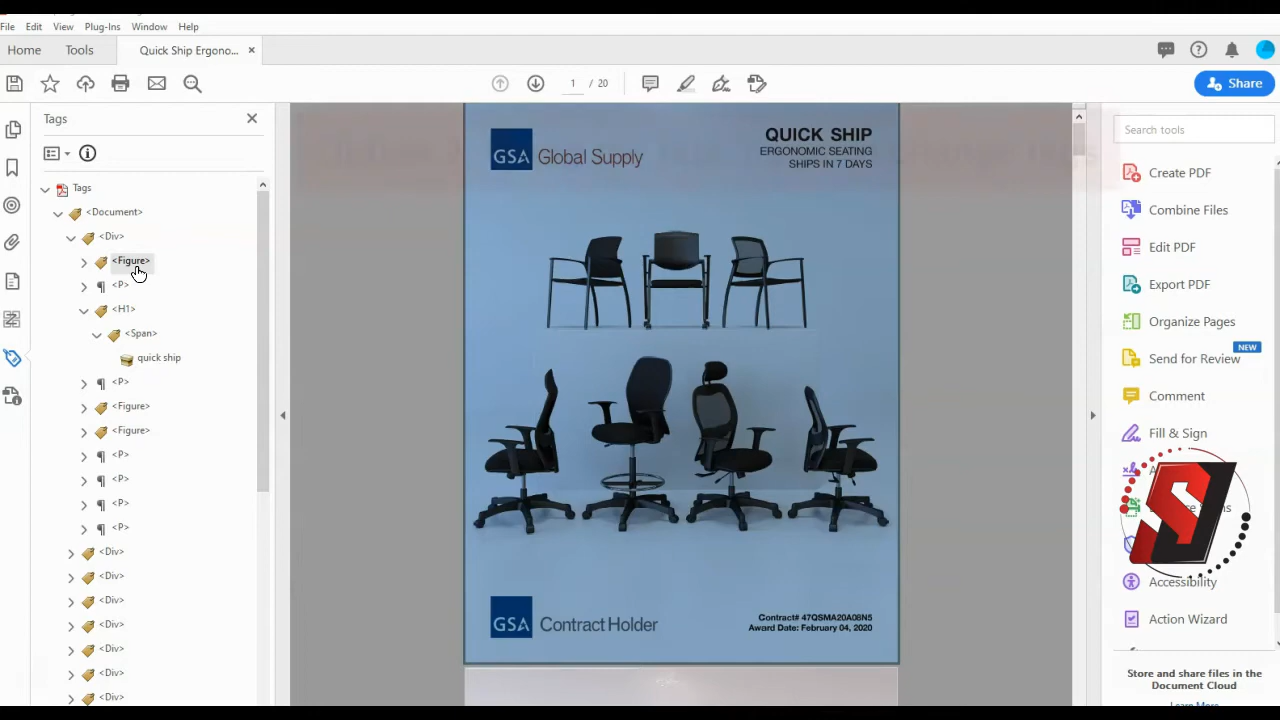 File Edit View Plug-Ins Window Help
Home Tools Quick Ship Ergono... ×
1 / 20
Share
Tags
Tags
<Document>
<Div>
<Figure>
<P>
<H1>
<Span>
quick ship
<P>
<Figure>
<Figure>
<P>
<P>
<P>
<P>
<Div>
<Div>
<Div>
<Div>
<Div>
<Div>
<Div>
GSA Global Supply
QUICK SHIP
ERGONOMIC SEATING
SHIPS IN 7 DAYS
GSA Contract Holder
Contract# 47QSMA20A08N5
Award Date: February 04, 2020
Search tools
Create PDF
Combine Files
Edit PDF
Export PDF
Organize Pages
NEW
Send for Review
Comment
Fill & Sign
Accessibility
Action Wizard
Store and share files in the
Document Cloud
Learn More